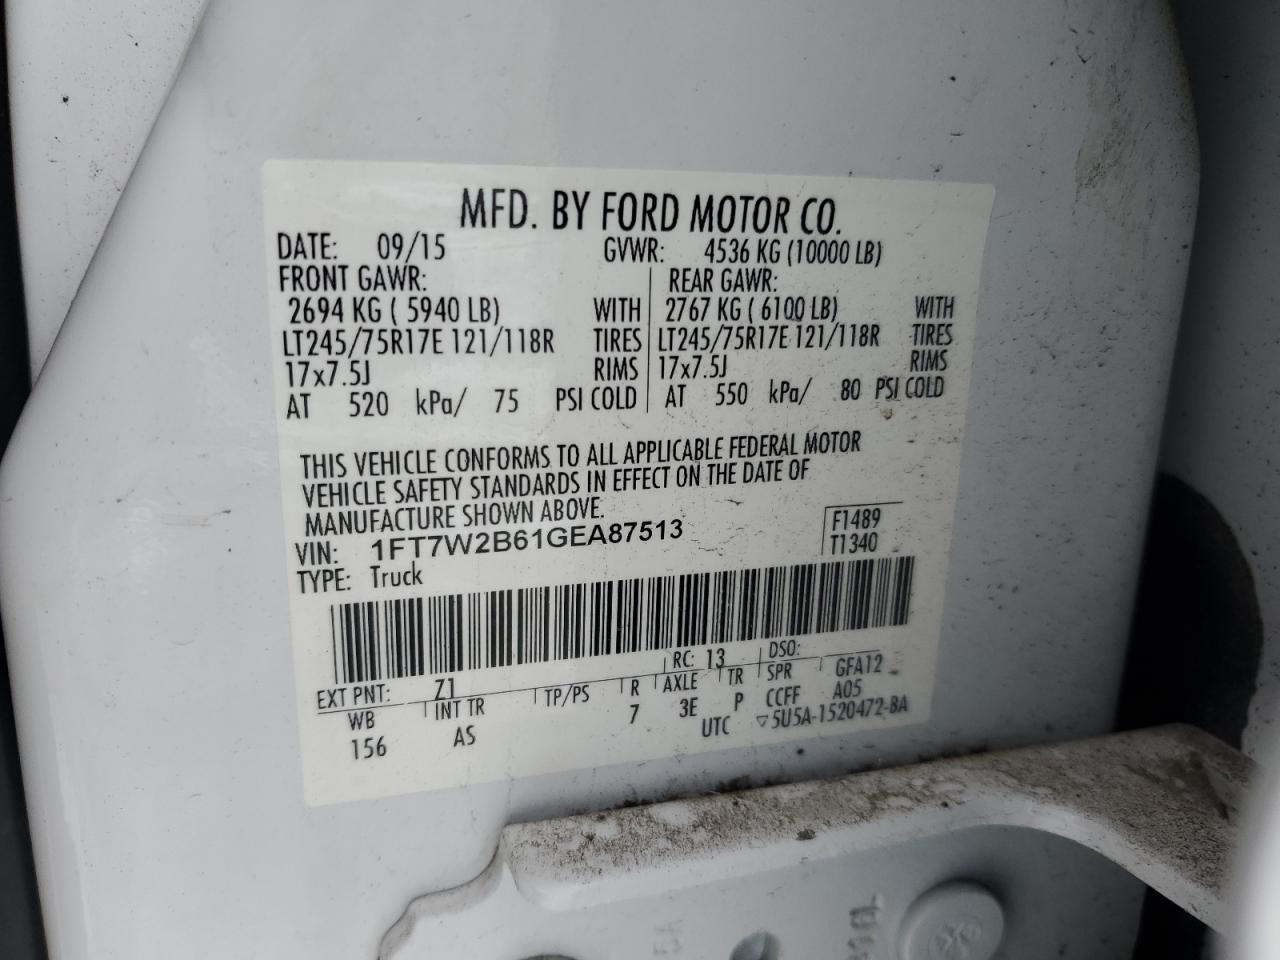 MFD. BY FORD MOTOR CO.
DATE: 09/15 GVWR: 4536 KG (10000 LB)
FRONT GAWR: REAR GAWR:
2694 KG ( 5940 LB) WITH 2767 KG ( 6100 LB) WITH
LT245/75R17E 121/118R TIRES LT245/75R17E 121/118R TIRES
17x7.5J RIMS 17x7.5J RIMS
AT 520 kPa/ 75 PSI COLD AT 550 kPa/ 80 PSI COLD
THIS VEHICLE CONFORMS TO ALL APPLICABLE FEDERAL MOTOR
VEHICLE SAFETY STANDARDS IN EFFECT ON THE DATE OF
MANUFACTURE SHOWN ABOVE.
VIN: 1FT7W2B61GEA87513 F1489
TYPE: Truck T1340
EXT PNT: Z1 RC: 13 DSO:
WB INT TR TP/PS R AXLE TR SPR GFA12
156 AS 7 3E P CCFF A05
UTC ▽5U5A-1520472-BA